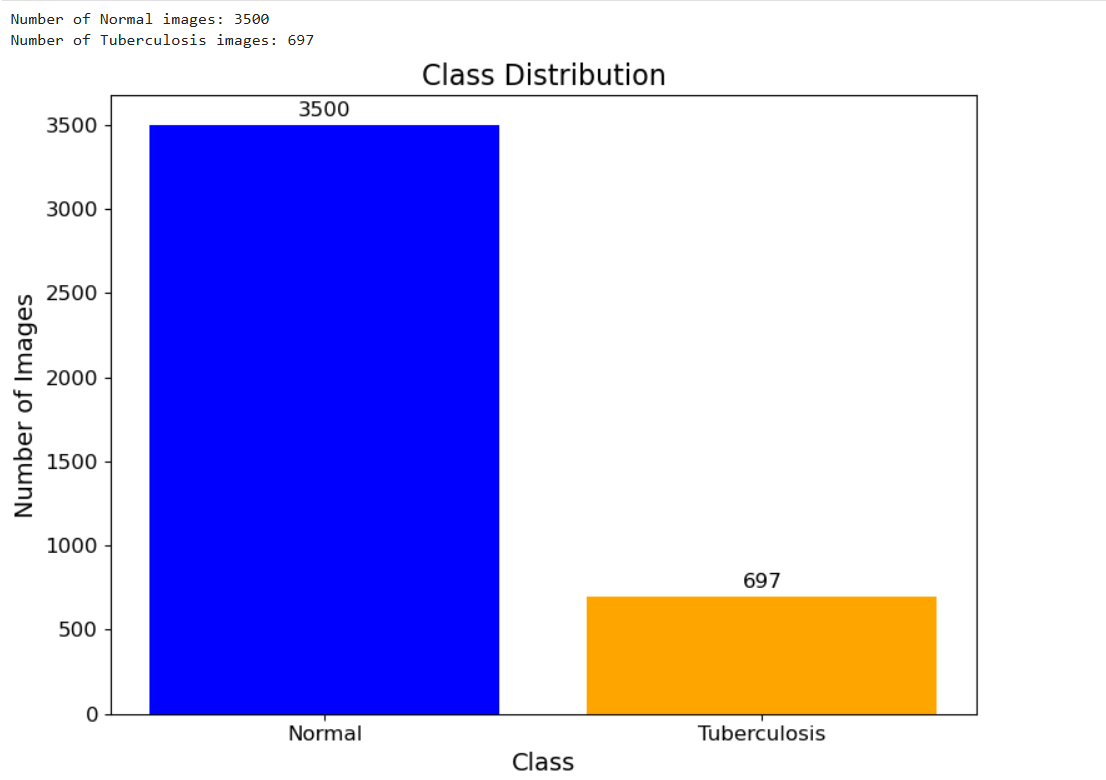 Number of Normal images: 3500
Number of Tuberculosis images: 697
Class Distribution
3500
3500
3000
2500
2000
1500
1000
697
500
0
Number of Images
Normal
Tuberculosis
Class